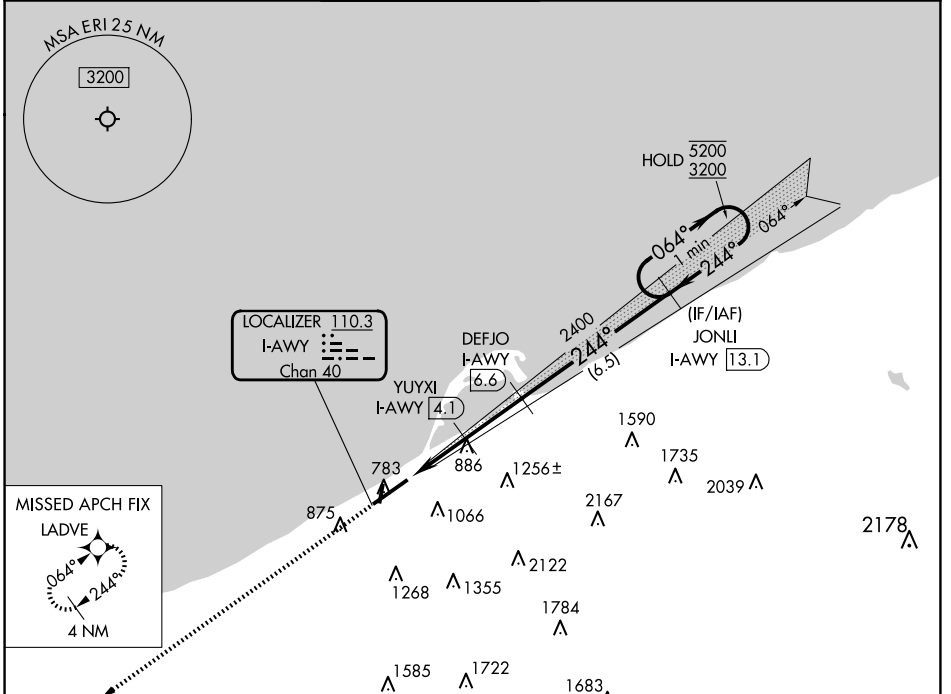 MSA ERI 25 NM
3200
HOLD 5200
3200
064°
1 min
244°
064°
LOCALIZER 110.3
I-AWY
Chan 40
2400
244°
(6.5)
(IF/IAF)
JONLI
I-AWY 13.1
DEFJO
I-AWY
6.6
YUYXI
I-AWY 4.1
1590
783
886
1256±
1735
2039
875
1066
2167
2178
MISSED APCH FIX
LADVE
064°
244°
4 NM
1268
1355
2122
1784
1585
1722
1683